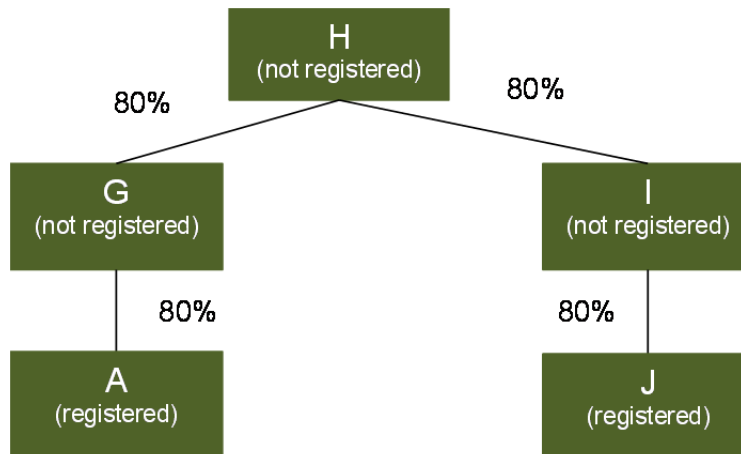 H
(not registered)
80%
80%
G
(not registered)
I
(not registered)
80%
80%
A
(registered)
J
(registered)